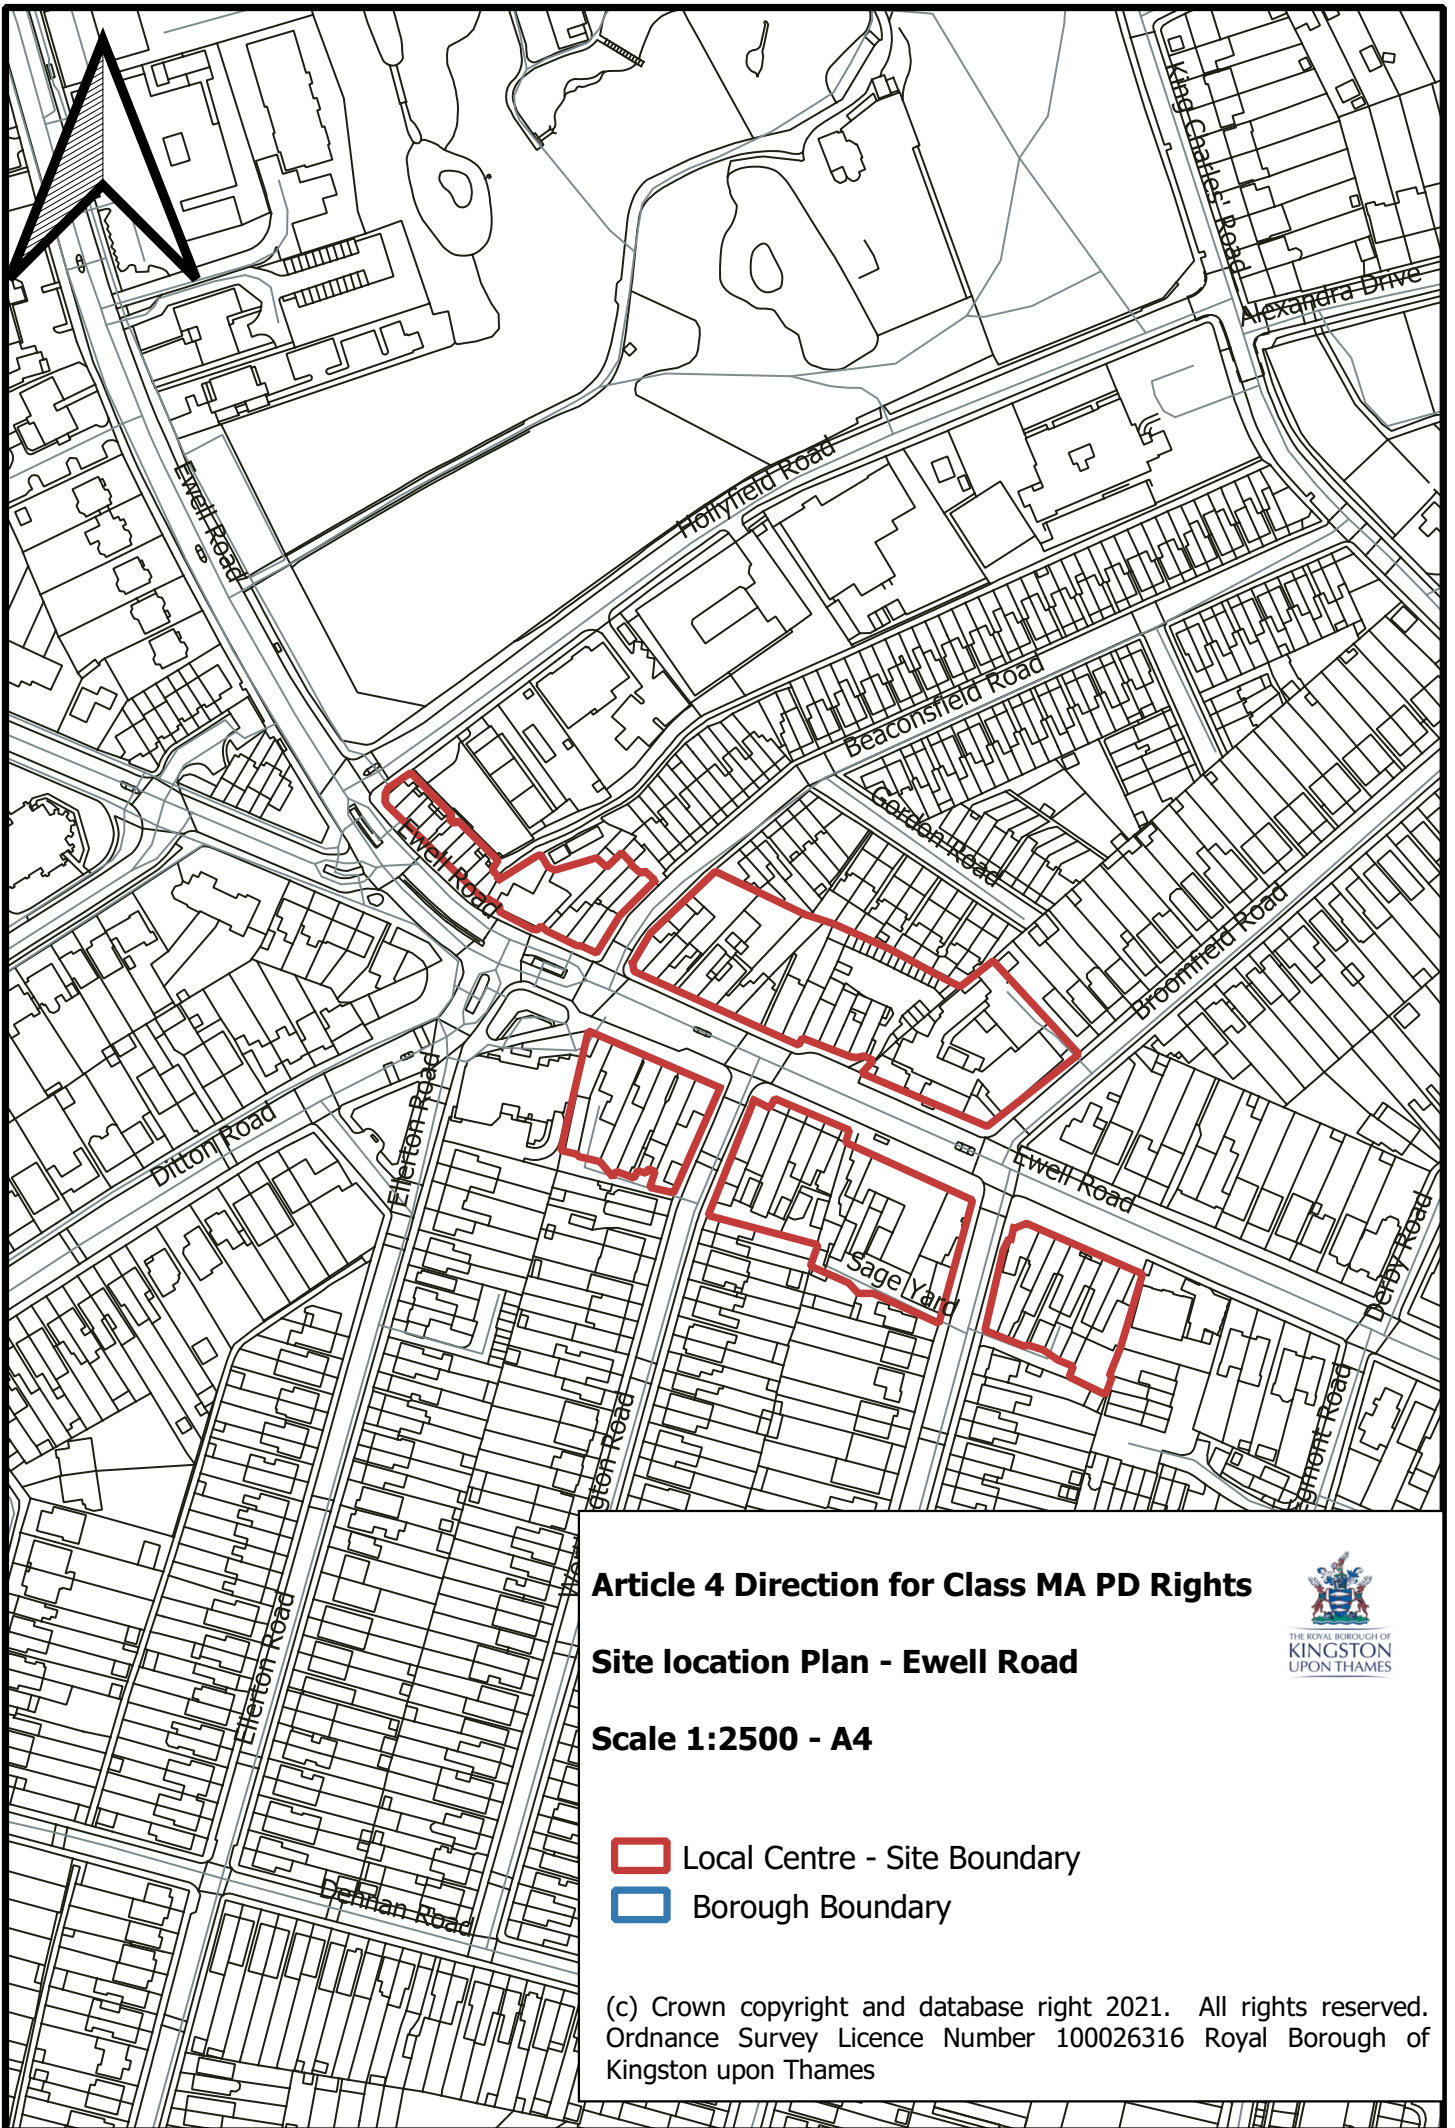 King Charles' Road
Alexandra Drive
Ewell Road
Hollyfield Road
Beaconsfield Road
Gordon Road
Ewell Road
Broomfield Road
Ellerton Road
Ditton Road
Ewell Road
Derby Road
Sage Yard
gton Road
gmont Road
Ellerton Road
Dennan Road
Article 4 Direction for Class MA PD Rights
THE ROYAL BOROUGH OF
KINGSTON
UPON THAMES
Site location Plan - Ewell Road
Scale 1:2500 - A4
Local Centre - Site Boundary
Borough Boundary
(c) Crown copyright and database right 2021. All rights reserved.
Ordnance Survey Licence Number 100026316 Royal Borough of
Kingston upon Thames